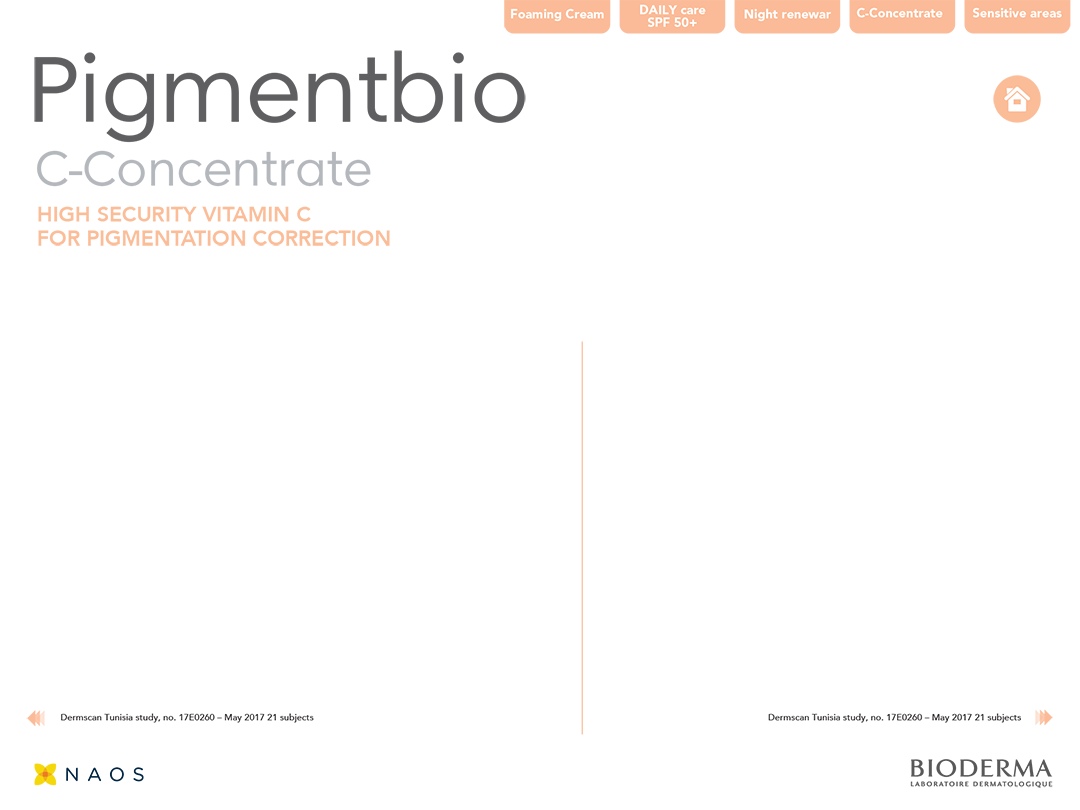 Foaming Cream
DAILY care
SPF 50+
Night renewar
C-Concentrate
Sensitive areas
Pigmentbio
C-Concentrate
HIGH SECURITY VITAMIN C
FOR PIGMENTATION CORRECTION
Dermscan Tunisia study, no. 17E0260 – May 2017 21 subjects
Dermscan Tunisia study, no. 17E0260 – May 2017 21 subjects
NAOS
BIODERMA
LABORATOIRE DERMATOLOGIQUE